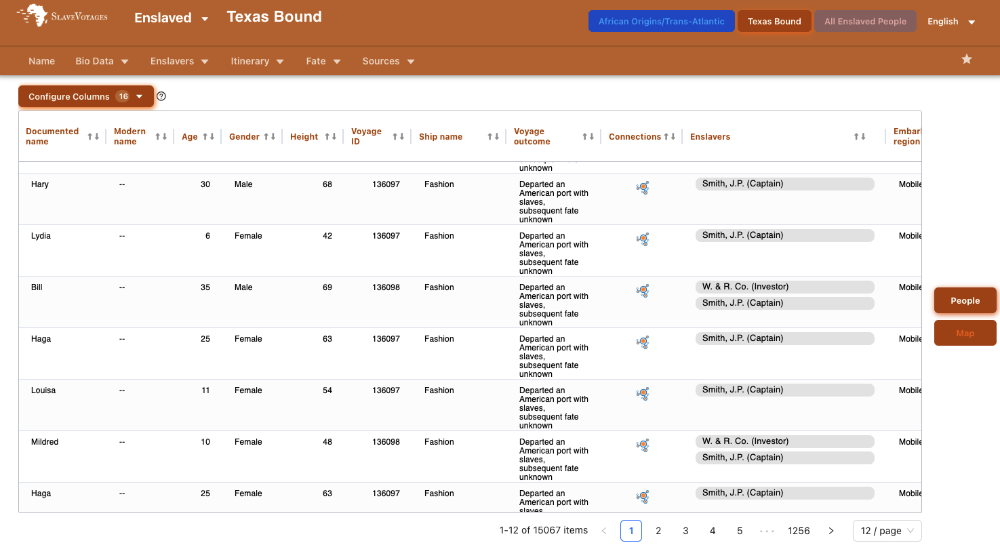 SlaveVoyages
Enslaved
Texas Bound
African Origins/Trans-Atlantic
Texas Bound
All Enslaved People
English
Name
Bio Data
Enslavers
Itinerary
Fate
Sources
Configure Columns 16
?
Documented name
Modern name
Age
Gender
Height
Voyage ID
Ship name
Voyage outcome
Connections
Enslavers
region
unknown
Hary -- 30 Male 68 136097 Fashion
Departed an
American port with
slaves,
subsequent fate
unknown
Smith, J.P. (Captain)
Mobile
Lydia -- 6 Female 42 136097 Fashion
Departed an
American port with
slaves,
subsequent fate
unknown
Smith, J.P. (Captain)
Mobile
Bill -- 35 Male 69 136098 Fashion
Departed an
American port with
slaves,
subsequent fate
unknown
W. & R. Co. (Investor)
Smith, J.P. (Captain)
Mobile
Haga -- 25 Female 63 136097 Fashion
Departed an
American port with
slaves,
subsequent fate
unknown
Smith, J.P. (Captain)
Mobile
Louisa -- 11 Female 54 136097 Fashion
Departed an
American port with
slaves,
subsequent fate
unknown
Smith, J.P. (Captain)
Mobile
Mildred -- 10 Female 48 136098 Fashion
Departed an
American port with
slaves,
subsequent fate
unknown
W. & R. Co. (Investor)
Smith, J.P. (Captain)
Mobile
Haga -- 25 Female 63 136097 Fashion
Departed an
American port with
slaves
Smith, J.P. (Captain)
Mobile
People
Map
1-12 of 15067 items
< 1 2 3 4 5 ··· 1256 >
12 / page